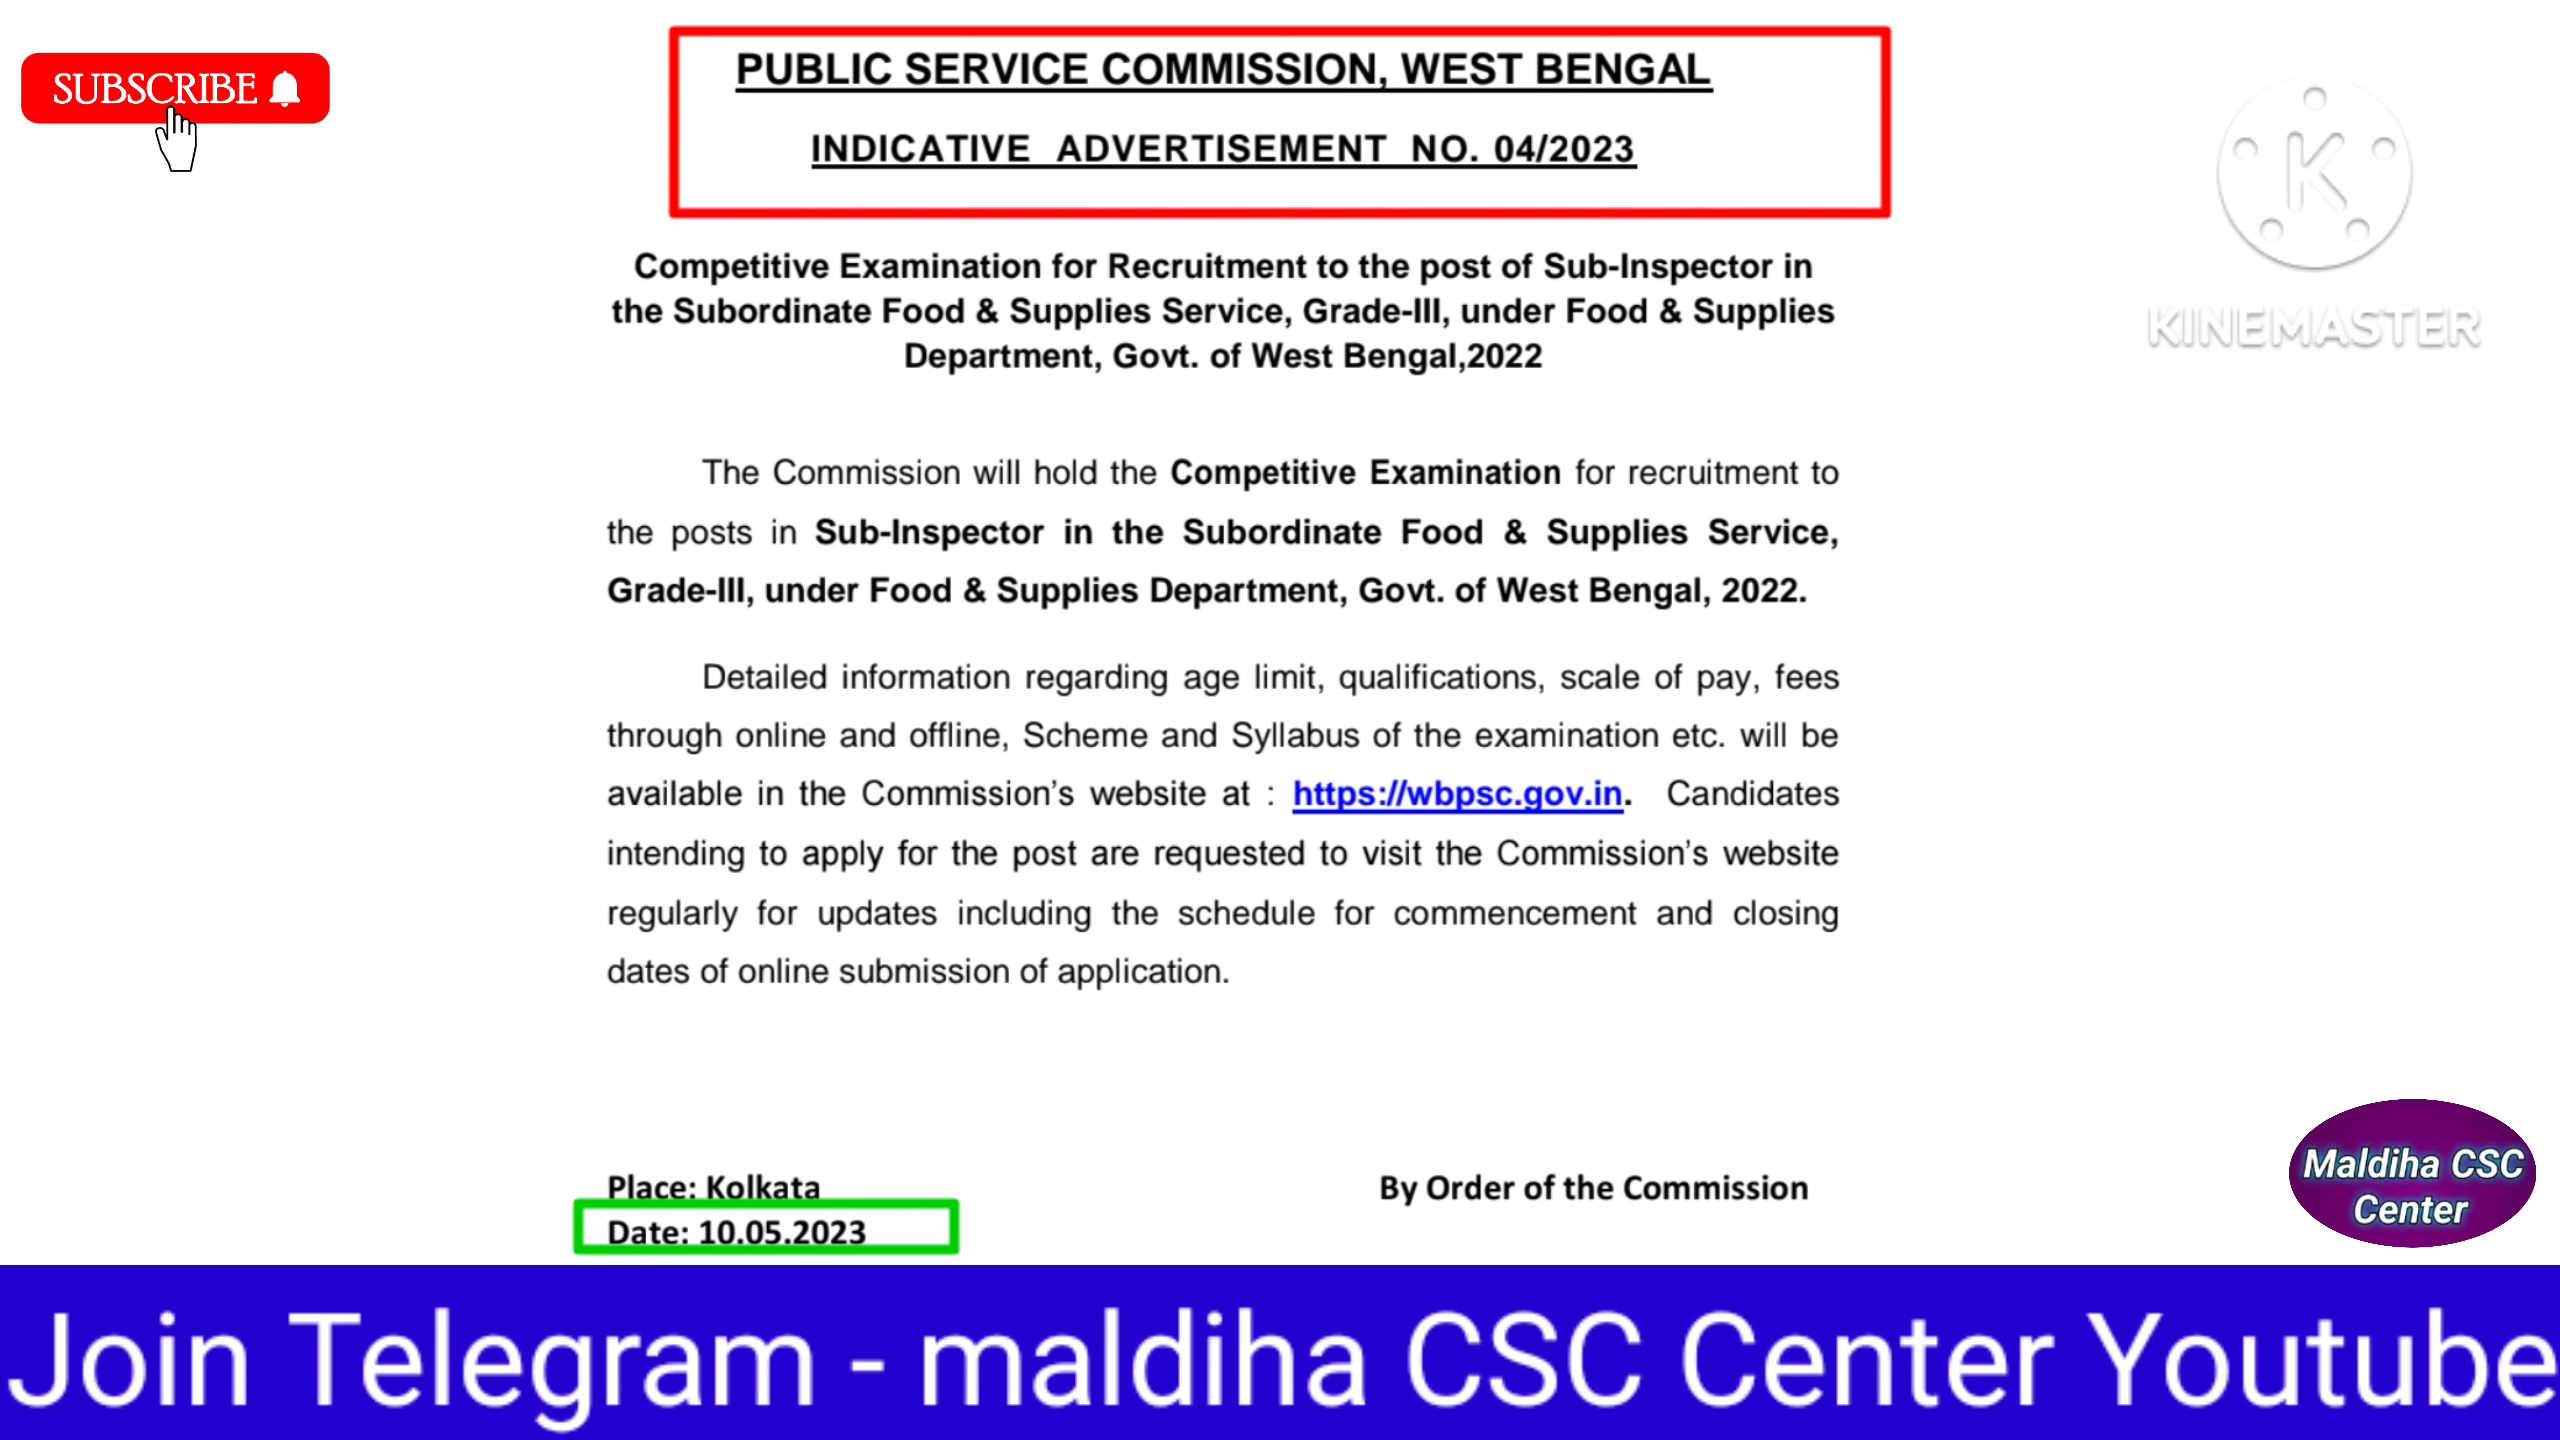 SUBSCRIBE
PUBLIC SERVICE COMMISSION, WEST BENGAL
INDICATIVE ADVERTISEMENT NO. 04/2023
K
KINEMASTER
Competitive Examination for Recruitment to the post of Sub-Inspector in
the Subordinate Food & Supplies Service, Grade-III, under Food & Supplies
Department, Govt. of West Bengal,2022
The Commission will hold the Competitive Examination for recruitment to
the posts in Sub-Inspector in the Subordinate Food & Supplies Service,
Grade-III, under Food & Supplies Department, Govt. of West Bengal, 2022.
Detailed information regarding age limit, qualifications, scale of pay, fees
through online and offline, Scheme and Syllabus of the examination etc. will be
available in the Commission’s website at : https://wbpsc.gov.in. Candidates
intending to apply for the post are requested to visit the Commission’s website
regularly for updates including the schedule for commencement and closing
dates of online submission of application.
Place: Kolkata
By Order of the Commission
Date: 10.05.2023
Maldiha CSC
Center
Join Telegram - maldiha CSC Center Youtube